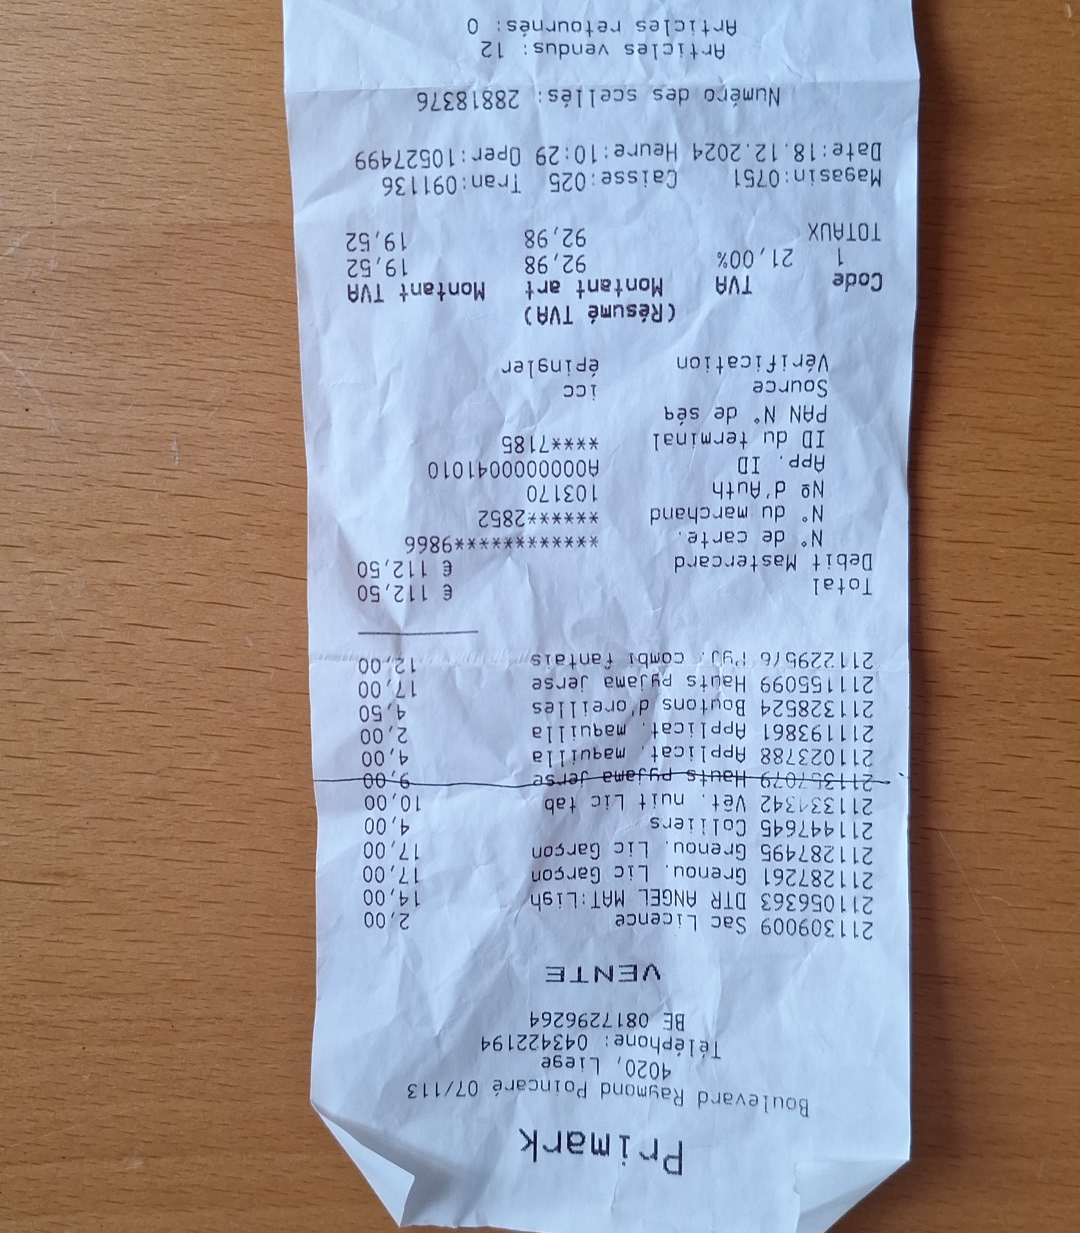 Primark
Boulevard Raymond Poincaré 07/113
4020, Liege
Téléphone: 043422194
BE 0817296264
VENTE
211309009 Sac Licence 2,00
211056363 DTR ANGEL MAT:Ligh 14,00
211287261 Grenou. Lic Garçon 17,00
211287495 Grenou. Lic Garçon 17,00
211447645 Colliers 4,00
211331342 Vêt. nuit Lic tab 10,00
211357079 Hauts pyjama jerse 9,00
211023788 Applicat. maquilla 4,00
211193861 Applicat. maquilla 2,00
211328524 Boutons d'oreilles 4,50
211155099 Hauts pyjama jerse 17,00
211229576 Pyj. combi fantais 12,00
Total € 112,50
Debit Mastercard € 112,50
N° de carte. ************9866
N° du marchand ******2852
Nº d'Auth 103170
App. ID A0000000041010
ID du terminal ****7185
PAN N° de séq
Source icc
Vérification épingler
(Résumé TVA)
Code TVA Montant art Montant TVA
1 21,00% 92,98 19,52
TOTAUX 92,98 19,52
Magasin:0751 Caisse:025 Tran:091136
Date:18.12.2024 Heure:10:29 Oper:10527499
Numéro des scellés: 28818376
Articles vendus: 12
Articles retournés: 0